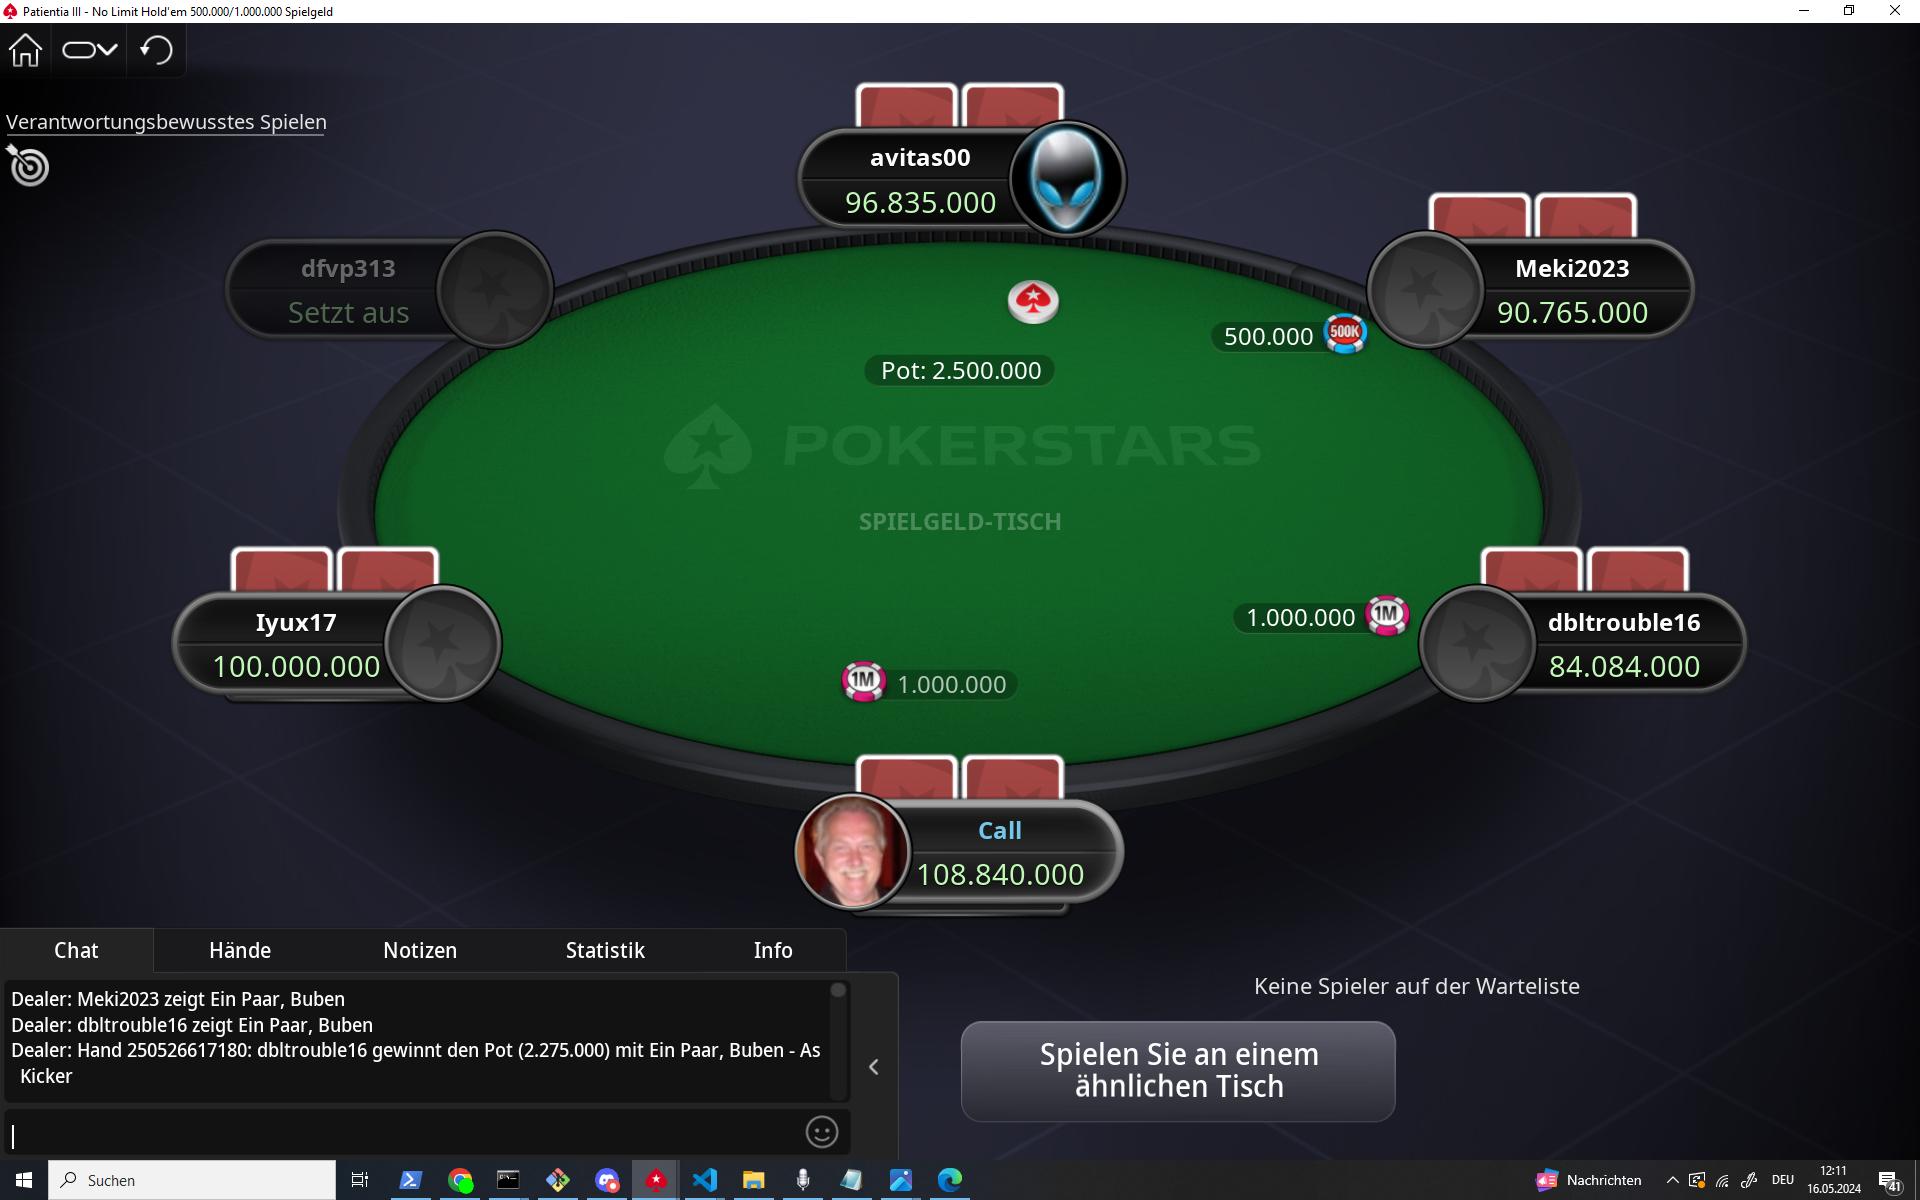 Patientia III - No Limit Hold'em 500.000/1.000.000 Spielgeld
Verantwortungsbewusstes Spielen
avitas00
96.835.000
dfvp313
Setzt aus
Meki2023
90.765.000
500.000
500K
Pot: 2.500.000
POKERSTARS
SPIELGELD-TISCH
Iyux17
100.000.000
1.000.000
1M
dbltrouble16
84.084.000
1M
1.000.000
Call
108.840.000
Chat
Hände
Notizen
Statistik
Info
Dealer: Meki2023 zeigt Ein Paar, Buben
Dealer: dbltrouble16 zeigt Ein Paar, Buben
Dealer: Hand 250526617180: dbltrouble16 gewinnt den Pot (2.275.000) mit Ein Paar, Buben - As
Kicker
Keine Spieler auf der Warteliste
Spielen Sie an einem
ähnlichen Tisch
Suchen
Nachrichten
DEU
12:11
16.05.2024
41